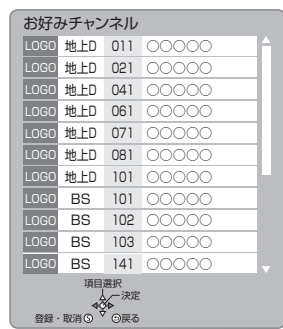 お好みチャンネル
LOGO 地上D 011 ○○○○○
LOGO 地上D 021 ○○○○○
LOGO 地上D 041 ○○○○○
LOGO 地上D 061 ○○○○○
LOGO 地上D 071 ○○○○○
LOGO 地上D 081 ○○○○○
LOGO 地上D 101 ○○○○○
LOGO BS 101 ○○○○○
LOGO BS 102 ○○○○○
LOGO BS 103 ○○○○○
LOGO BS 141 ○○○○○
項目選択
決定
登録・取消Ⓢ 戻る